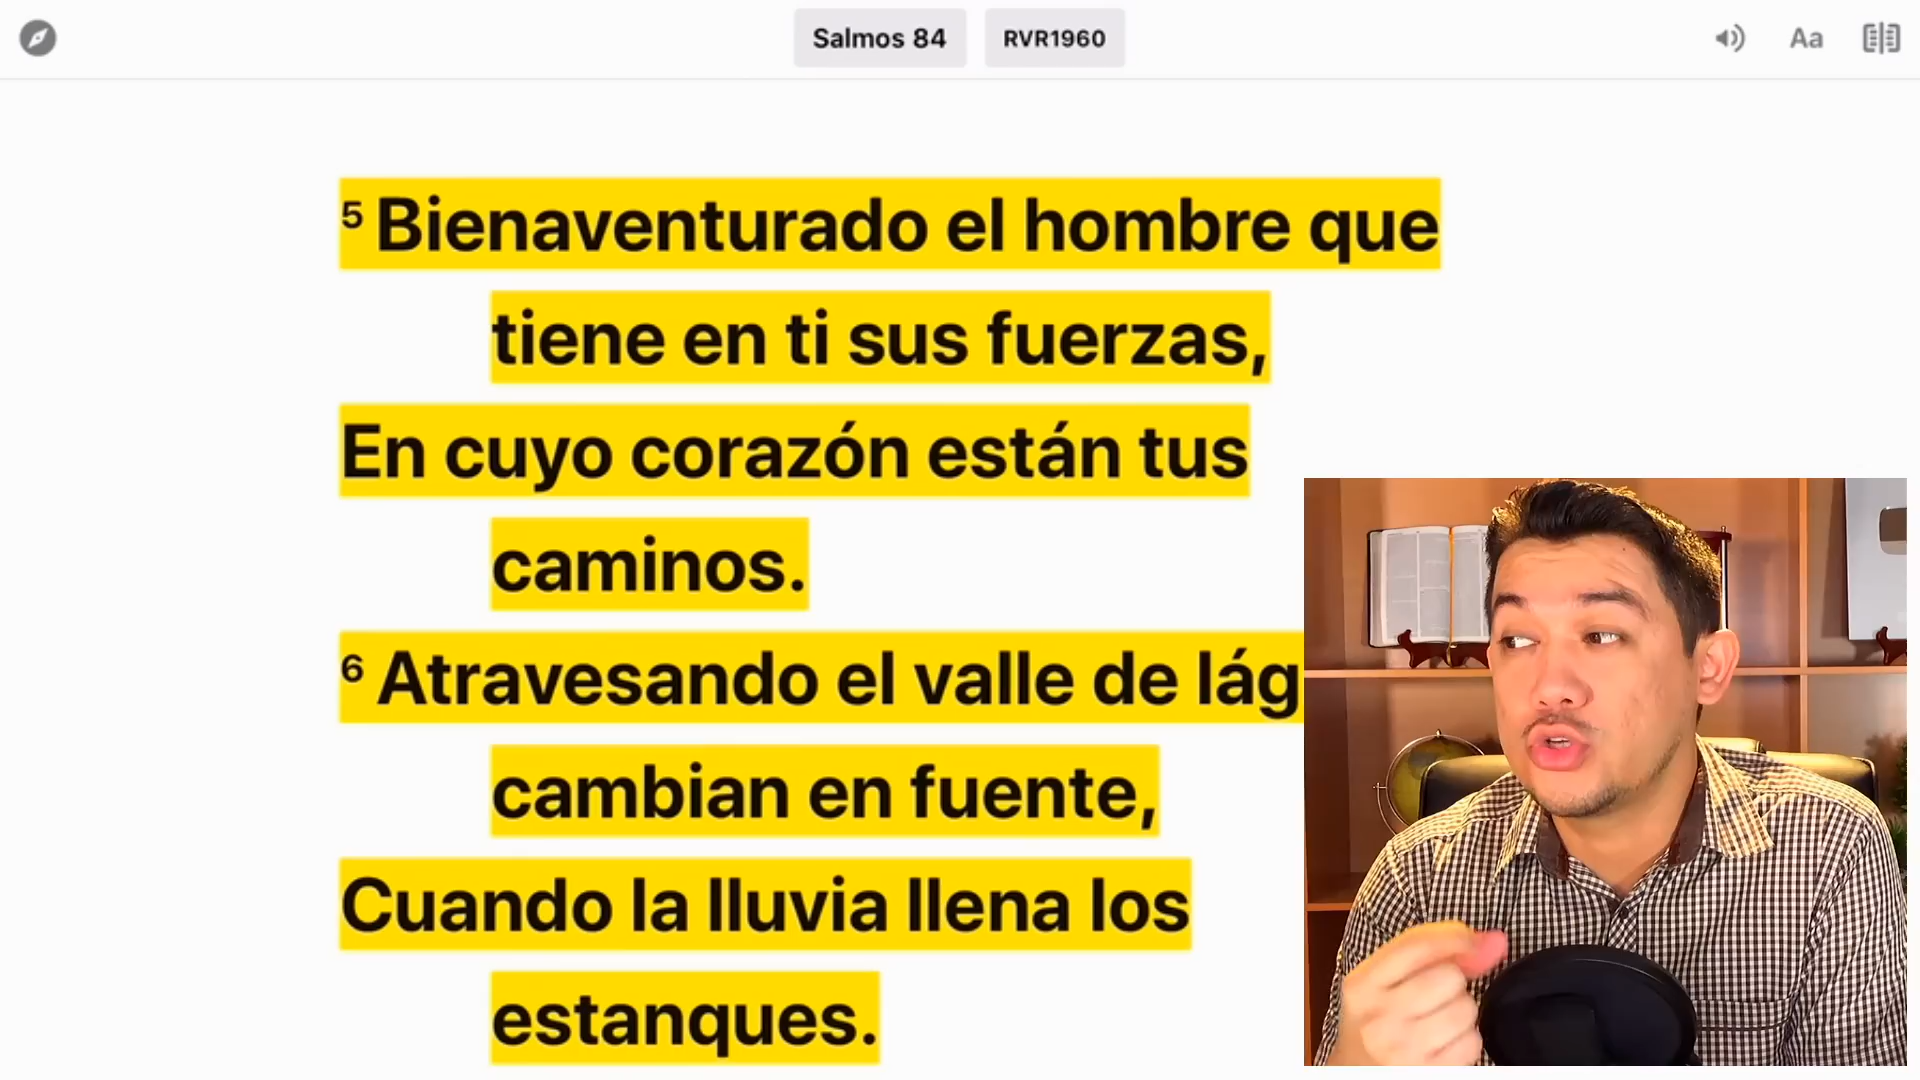 Salmos 84 RVR1960 Aa
5 Bienaventurado el hombre que
tiene en ti sus fuerzas,
En cuyo corazón están tus
caminos.
6 Atravesando el valle de lág
cambian en fuente,
Cuando la lluvia llena los
estanques.